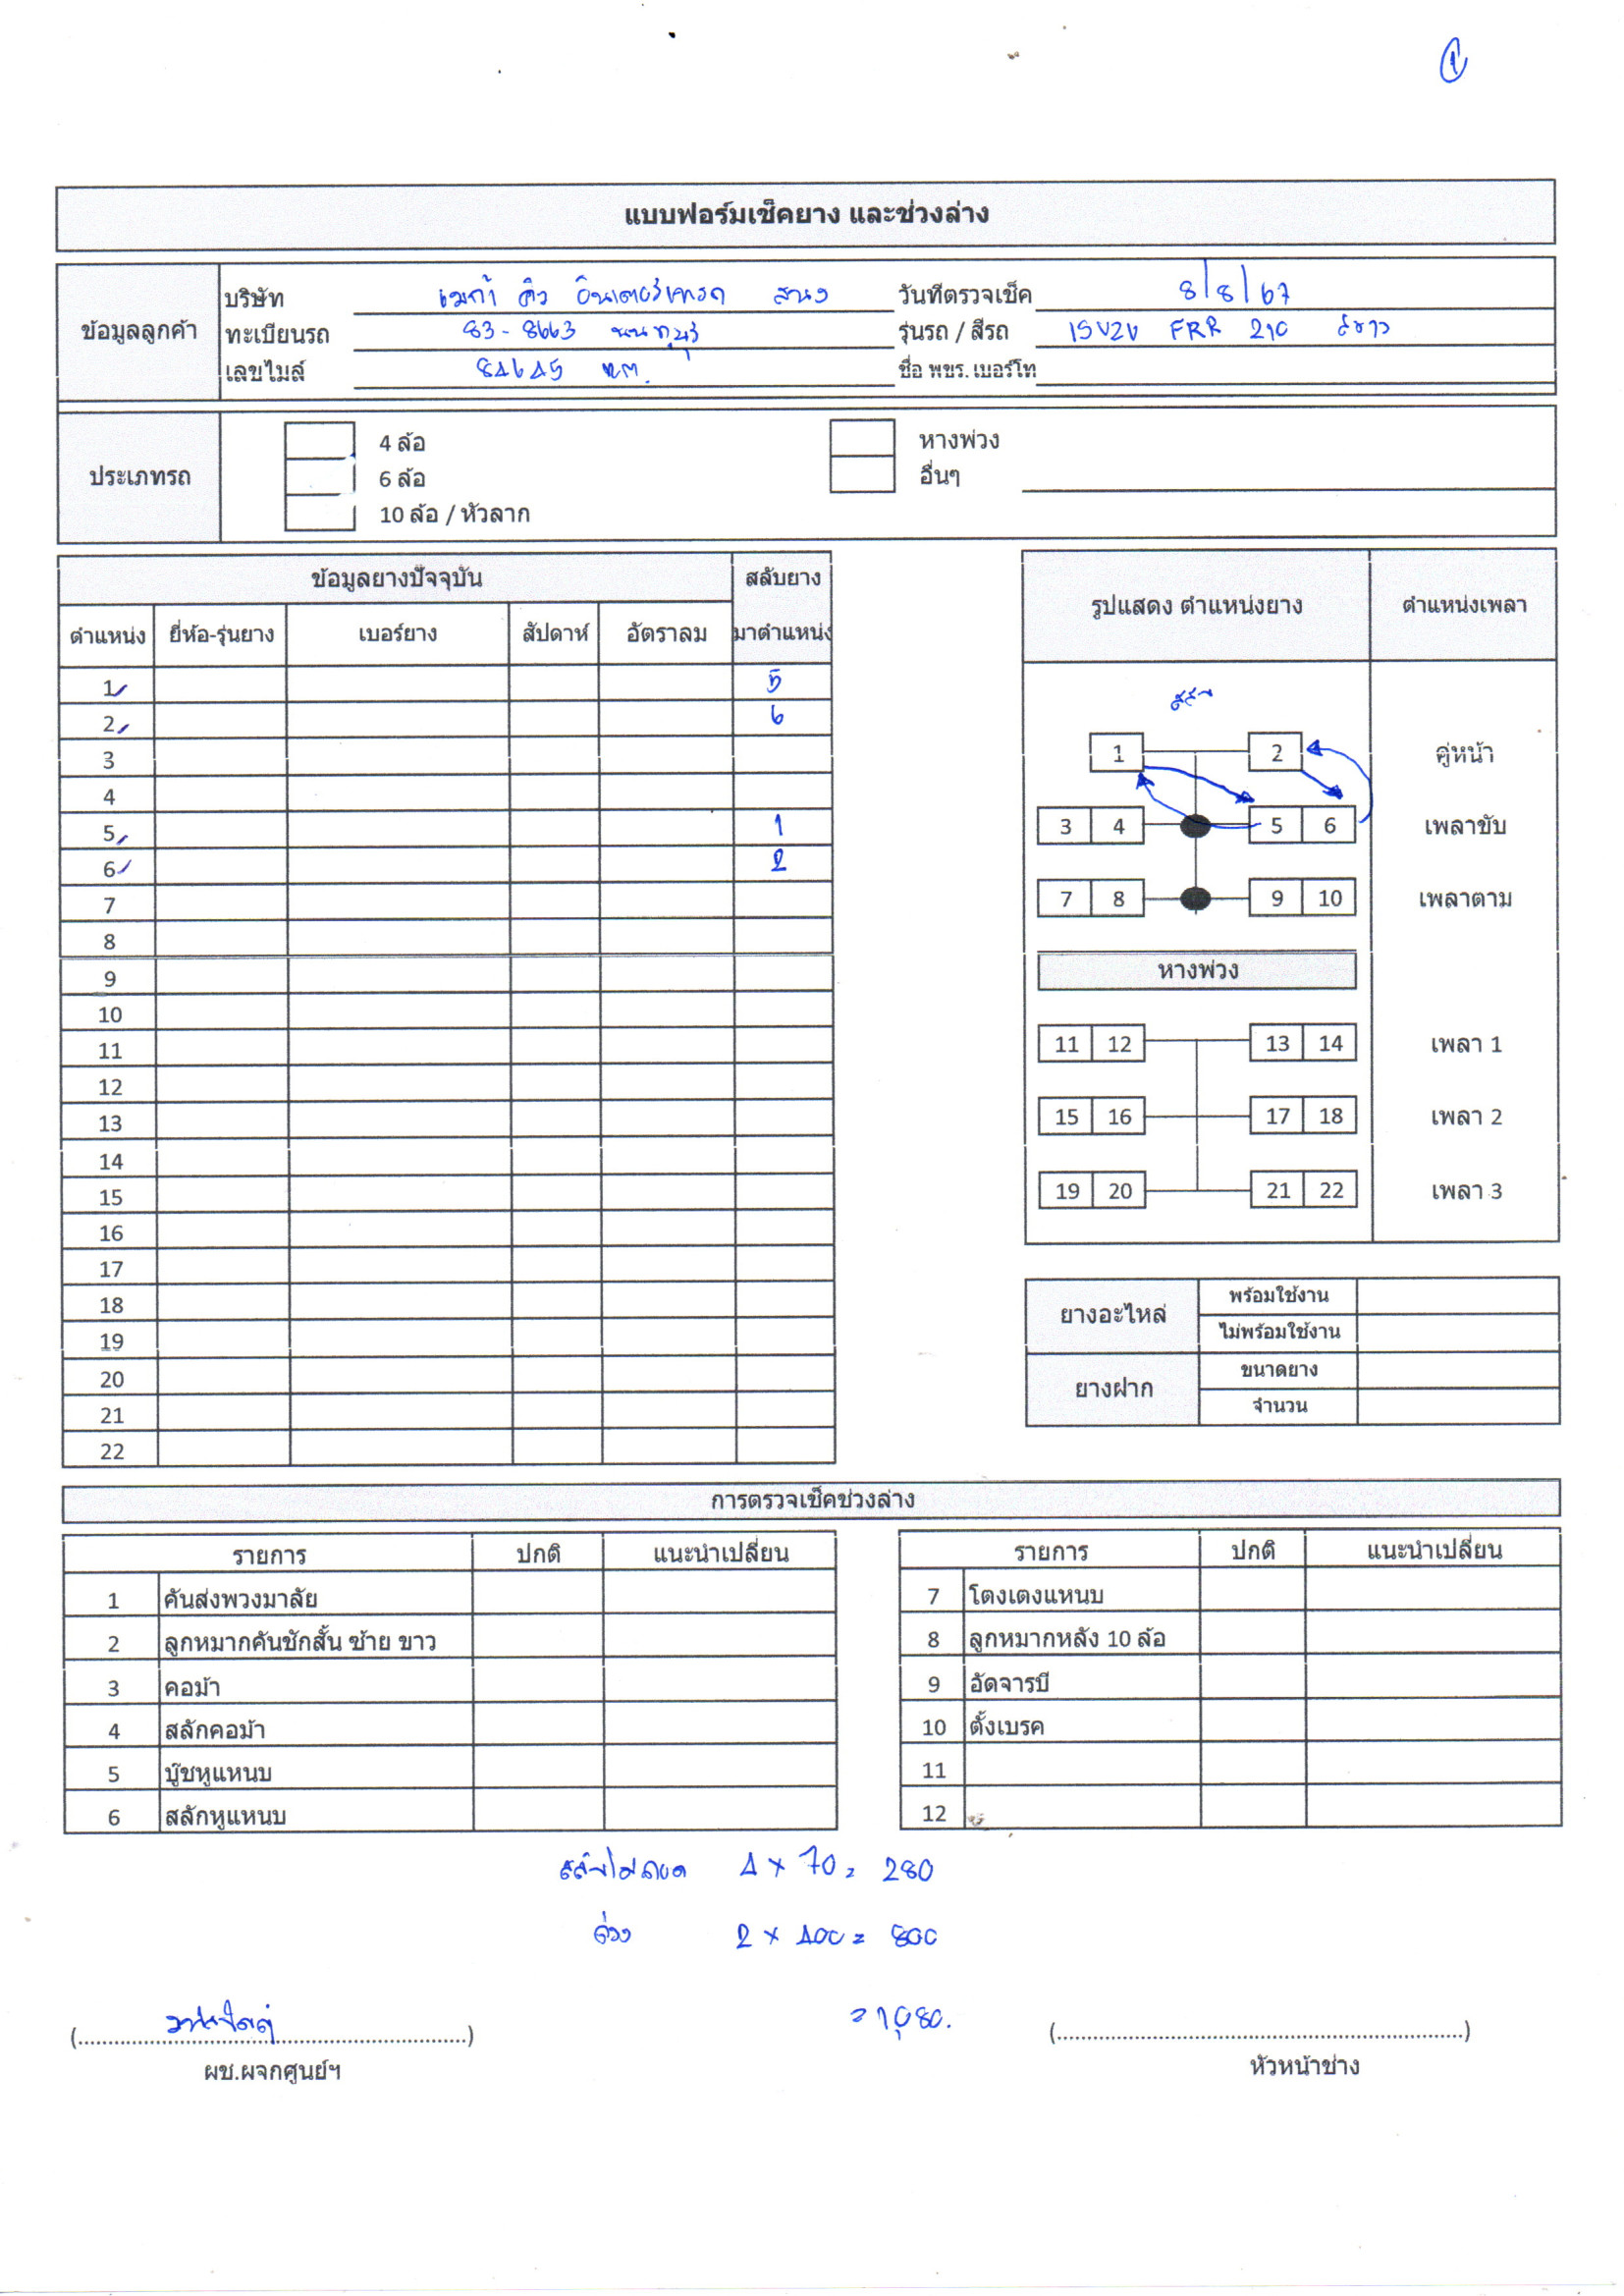 1
แบบฟอร์มเช็คยาง และช่วงล่าง
ข้อมูลลูกค้า
บริษัท เมก้า คิว อินเตอร์เทรด วันที่ตรวจเช็ค 8/8/67
ทะเบียนรถ 83-8663 นนทบุรี รุ่นรถ / สีรถ ISUZU FRR 210 สีขาว
เลขไมล์ 84645 กม. ชื่อ พขร. เบอร์โท
ประเภทรถ
4 ล้อ หางพ่วง
6 ล้อ อื่นๆ
10 ล้อ / หัวลาก
ข้อมูลยางปัจจุบัน สลับยาง
ตำแหน่ง ยี่ห้อ-รุ่นยาง เบอร์ยาง สัปดาห์ อัตราลม มาตำแหน่ง
1 5
2 6
3
4
5 1
6 2
7
8
9
10
11
12
13
14
15
16
17
18
19
20
21
22
รูปแสดง ตำแหน่งยาง ตำแหน่งเพลา
1 2 คู่หน้า
3 4 5 6 เพลาขับ
7 8 9 10 เพลาตาม
หางพ่วง
11 12 13 14 เพลา 1
15 16 17 18 เพลา 2
19 20 21 22 เพลา 3
ยางอะไหล่ พร้อมใช้งาน
ไม่พร้อมใช้งาน
ยางฝาก ขนาดยาง
จำนวน
การตรวจเช็คช่วงล่าง
รายการ ปกติ แนะนำเปลี่ยน
1 คันส่งพวงมาลัย
2 ลูกหมากคันชักสั้น ซ้าย ขาว
3 คอม้า
4 สลักคอม้า
5 บู๊ชหูแหนบ
6 สลักหูแหนบ
รายการ ปกติ แนะนำเปลี่ยน
7 โตงเตงแหนบ
8 ลูกหมากหลัง 10 ล้อ
9 อัดจารบี
10 ตั้งเบรค
11
12
4 x 70 = 280
ถ่วง 2 x 400 = 800
= 1,080.
(..................................................................)
ผช.ผจกศูนย์ฯ
(..................................................................)
หัวหน้าช่าง